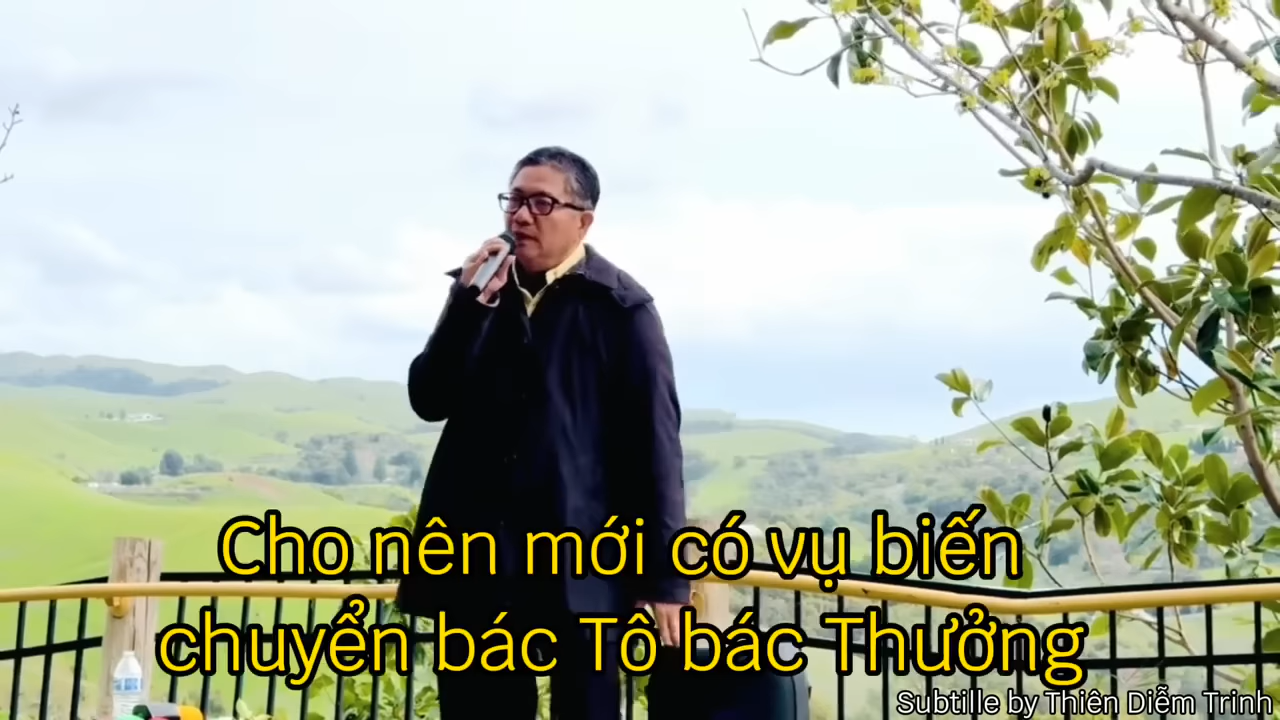 Cho nên mới có vụ biến
chuyển bác Tô bác Thưởng
Subtille by Thiên Diễm Trinh